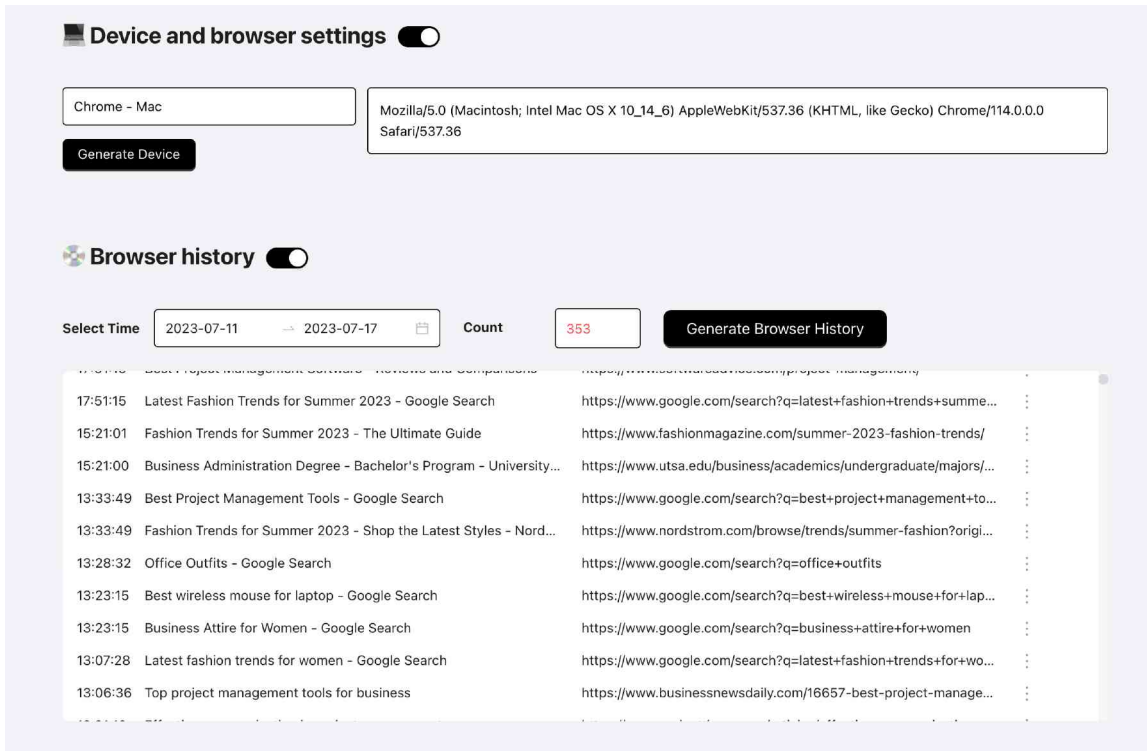 Device and browser settings
Chrome - Mac
Mozilla/5.0 (Macintosh; Intel Mac OS X 10_14_6) AppleWebKit/537.36 (KHTML, like Gecko) Chrome/114.0.0.0
Safari/537.36
Generate Device
Browser history
Select Time 2023-07-11 → 2023-07-17 Count 353 Generate Browser History
17:51:15 Latest Fashion Trends for Summer 2023 - Google Search https://www.google.com/search?q=latest+fashion+trends+summe...
15:21:01 Fashion Trends for Summer 2023 - The Ultimate Guide https://www.fashionmagazine.com/summer-2023-fashion-trends/
15:21:00 Business Administration Degree - Bachelor's Program - University... https://www.utsa.edu/business/academics/undergraduate/majors/...
13:33:49 Best Project Management Tools - Google Search https://www.google.com/search?q=best+project+management+to...
13:33:49 Fashion Trends for Summer 2023 - Shop the Latest Styles - Nord... https://www.nordstrom.com/browse/trends/summer-fashion?origi...
13:28:32 Office Outfits - Google Search https://www.google.com/search?q=office+outfits
13:23:15 Best wireless mouse for laptop - Google Search https://www.google.com/search?q=best+wireless+mouse+for+lap...
13:23:15 Business Attire for Women - Google Search https://www.google.com/search?q=business+attire+for+women
13:07:28 Latest fashion trends for women - Google Search https://www.google.com/search?q=latest+fashion+trends+for+wo...
13:06:36 Top project management tools for business https://www.businessnewsdaily.com/16657-best-project-manage...